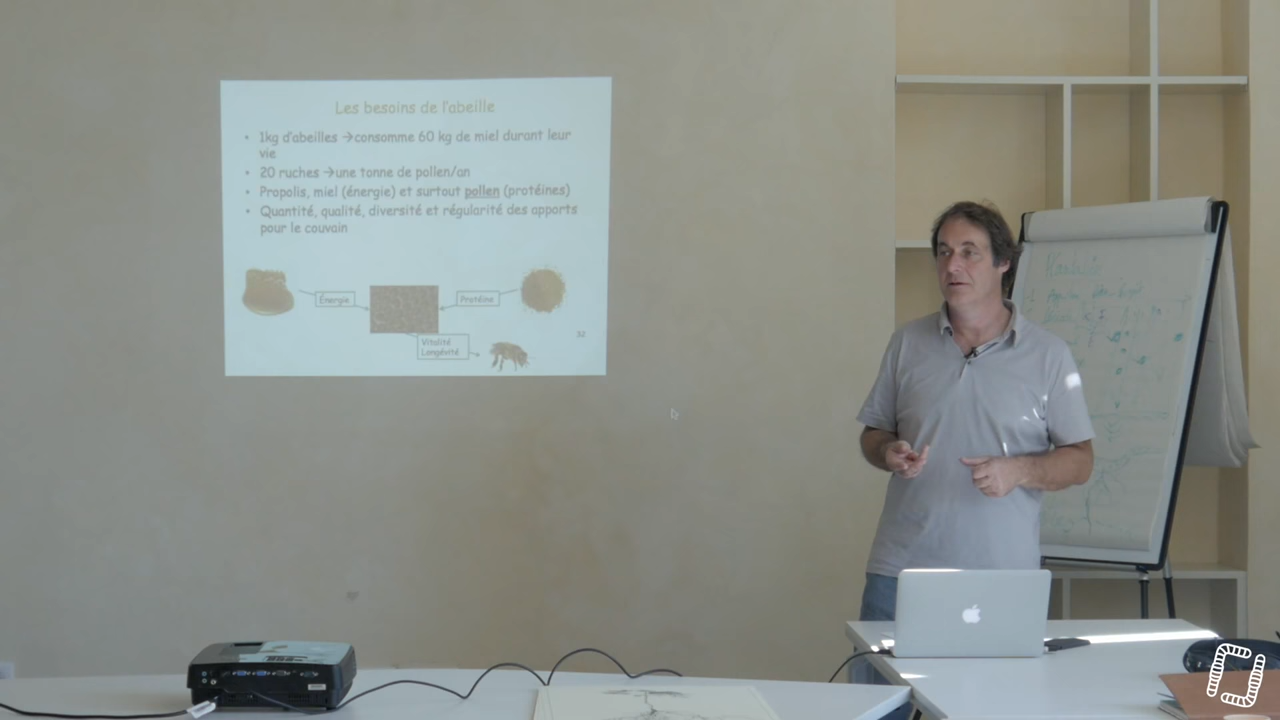 Les besoins de l'abeille
• 1kg d'abeilles →consomme 60 kg de miel durant leur
vie
• 20 ruches →une tonne de pollen/an
• Propolis, miel (énergie) et surtout pollen (protéines)
• Quantité, qualité, diversité et régularité des apports
pour le couvain
Énergie
Protéine
Vitalité
Longévité
32